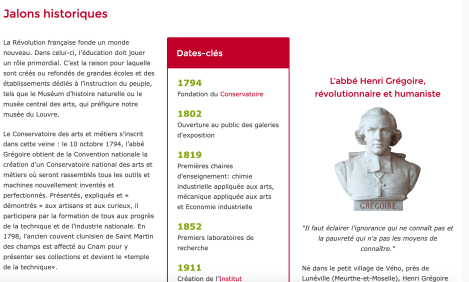 Jalons historiques
La Révolution française fonde un monde
nouveau. Dans celui-ci, l'éducation doit jouer
un rôle primordial. C'est la raison pour laquelle
sont créés ou refondés de grandes écoles et des
établissements dédiés à l'instruction du peuple,
tels que le Muséum d'histoire naturelle ou le
musée central des arts, qui préfigure notre
musée du Louvre.
Le Conservatoire des arts et métiers s'inscrit
dans cette veine : le 10 octobre 1794, l'abbé
Grégoire obtient de la Convention nationale la
création d'un Conservatoire national des arts et
métiers où seront rassemblés tous les outils et
machines nouvellement inventés et
perfectionnés. Présentés, expliqués et «
démontrés » aux artisans et aux curieux, il
participera par la formation de tous aux progrès
de la technique et de l'industrie nationale. En
1798, l'ancien couvent clunisien de Saint Martin
des champs est affecté au Cnam pour y
présenter ses collections et devient le «temple
de la technique».
Dates-clés
1794
Fondation du Conservatoire
1802
Ouverture au public des galeries
d'exposition
1819
Premières chaires
d'enseignement: chimie
industrielle appliquée aux arts,
mécanique appliquée aux arts
et Economie industrielle
1852
Premiers laboratoires de
recherche
1911
Création de l'Institut
L'abbé Henri Grégoire,
révolutionnaire et humaniste
GREGOIRE
"Il faut éclairer l'ignorance qui ne connaît pas et
la pauvreté qui n'a pas les moyens de
connaître."
Né dans le petit village de Vého, près de
Lunéville (Meurthe-et-Moselle), Henri Grégoire